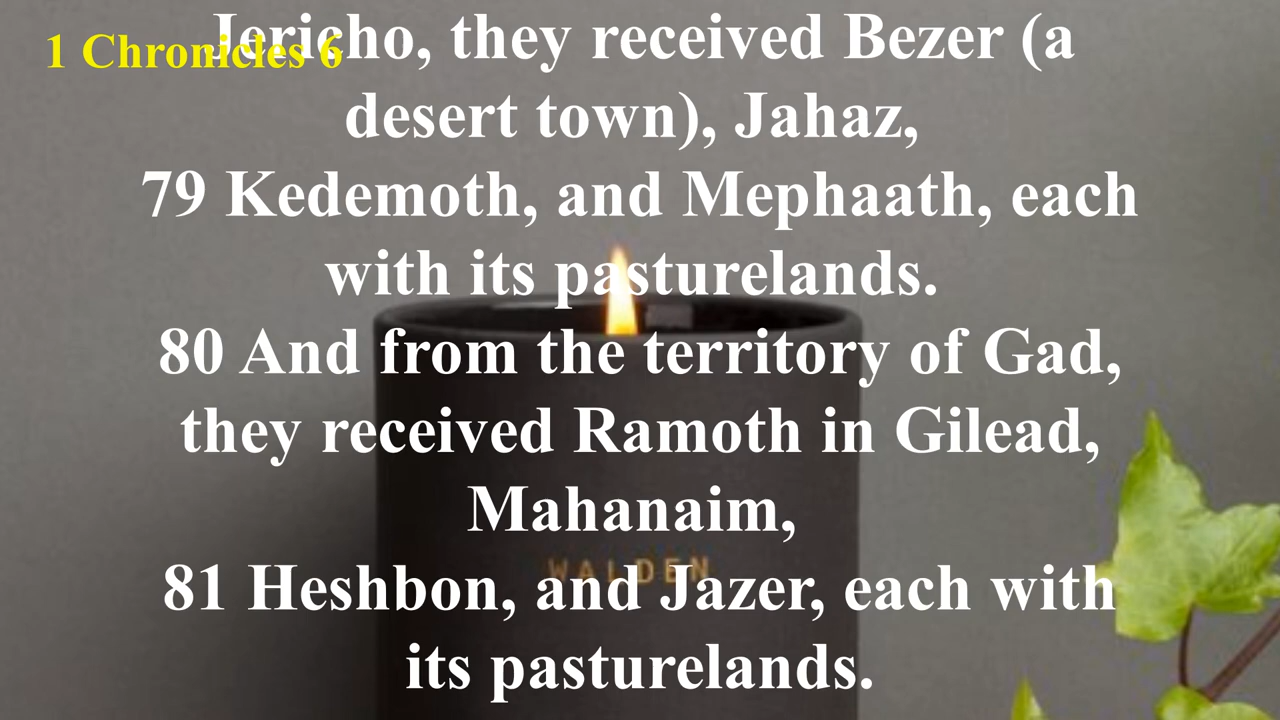 1 Chronicles 6
Jericho, they received Bezer (a
desert town), Jahaz,
79 Kedemoth, and Mephaath, each
with its pasturelands.
80 And from the territory of Gad,
they received Ramoth in Gilead,
Mahanaim,
WALDEN
81 Heshbon, and Jazer, each with
its pasturelands.